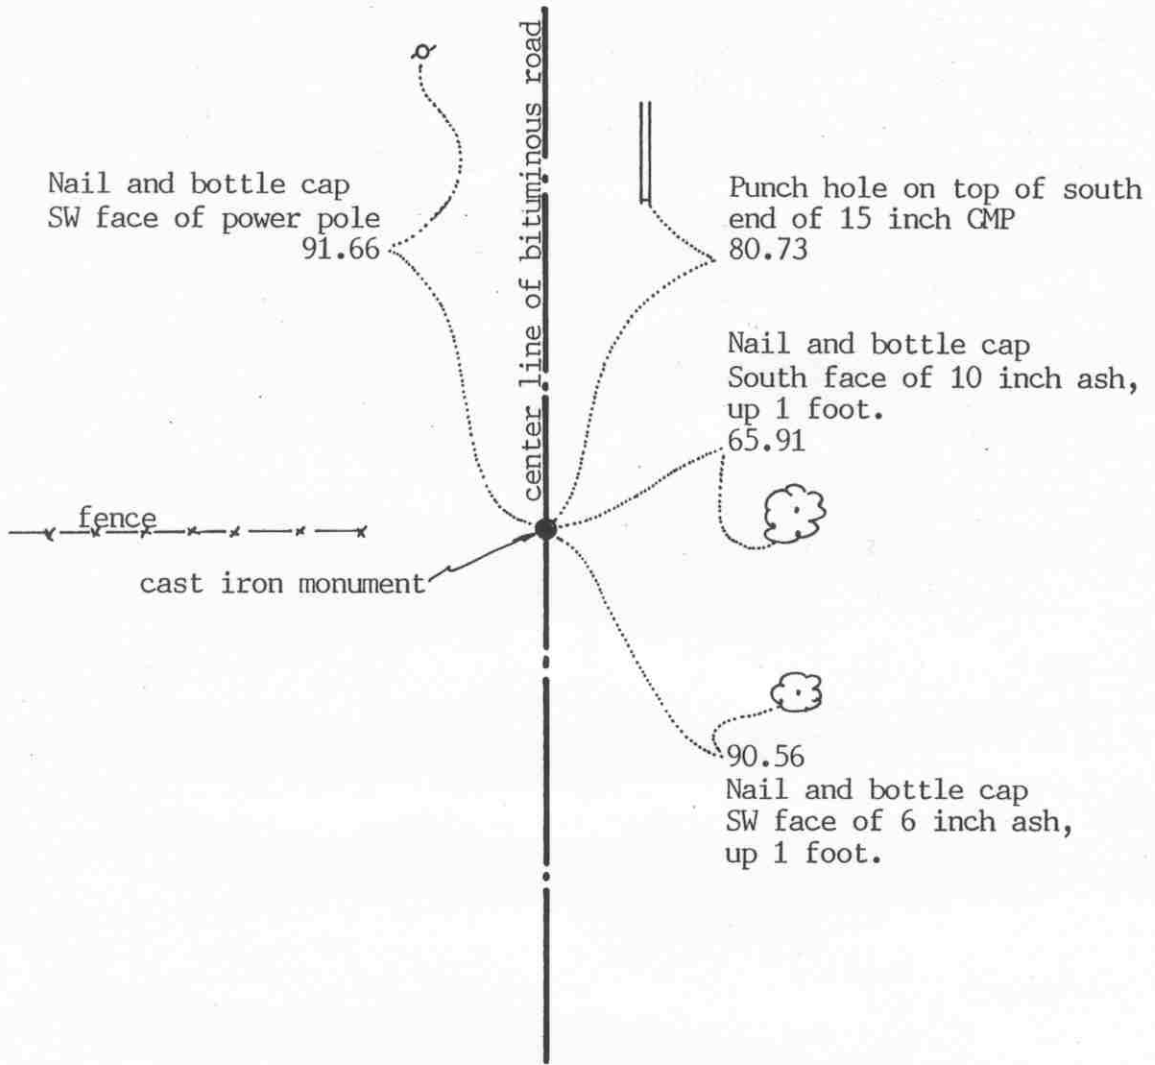 center line of bituminous road
Nail and bottle cap
SW face of power pole
91.66
Punch hole on top of south
end of 15 inch CMP
80.73
Nail and bottle cap
South face of 10 inch ash,
up 1 foot.
65.91
fence
cast iron monument
90.56
Nail and bottle cap
SW face of 6 inch ash,
up 1 foot.